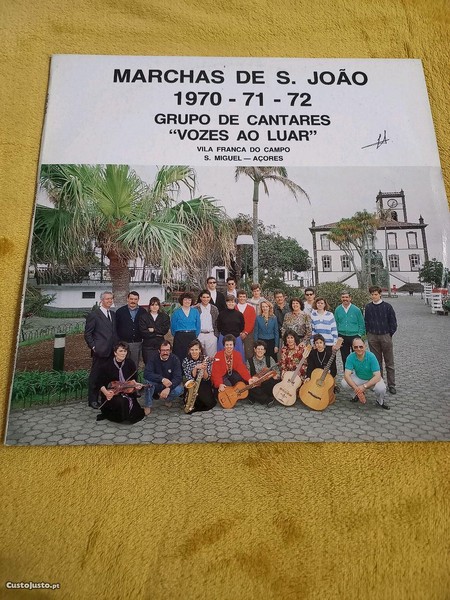 MARCHAS DE S. JOÃO
1970 - 71 - 72
GRUPO DE CANTARES
“VOZES AO LUAR”
VILA FRANCA DO CAMPO
S. MIGUEL — AÇORES
CustoJusto.pt